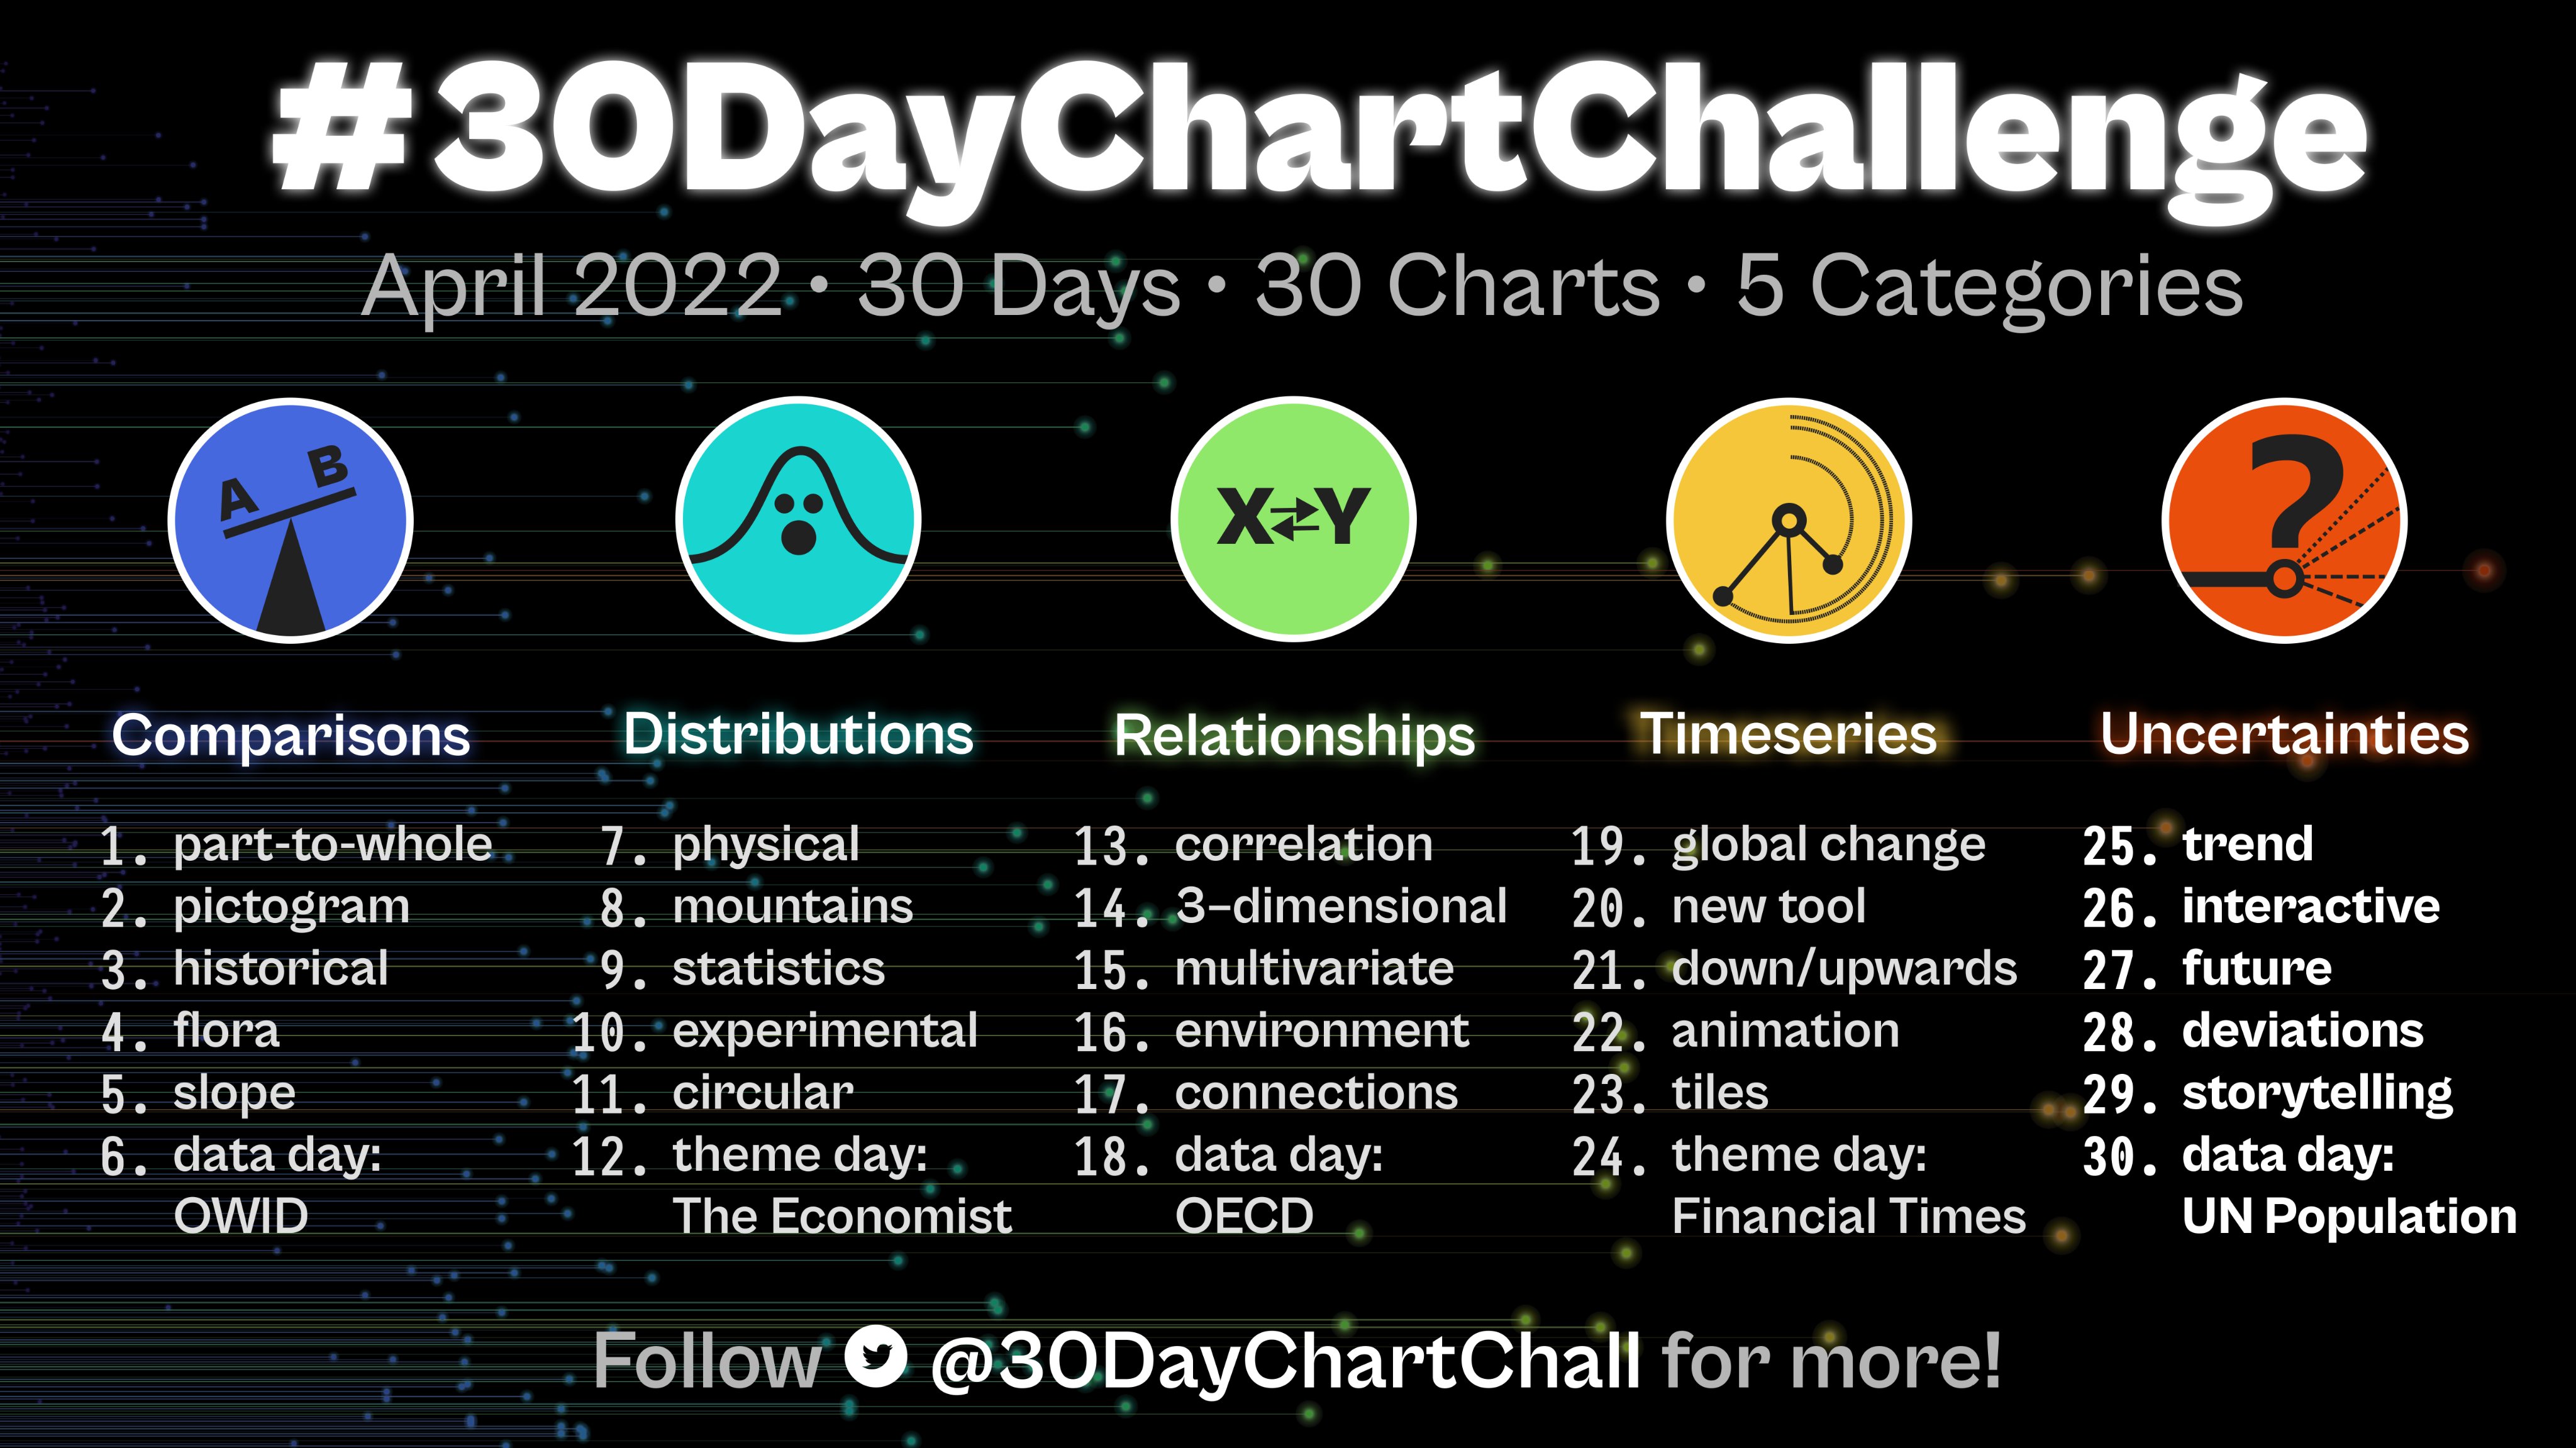 #30DayChartChallenge
April 2022 • 30 Days • 30 Charts • 5 Categories
A B
X⇄Y
?
Comparisons
1. part-to-whole
2. pictogram
3. historical
4. flora
5. slope
6. data day:
OWID
Distributions
7. physical
8. mountains
9. statistics
10. experimental
11. circular
12. theme day:
The Economist
Relationships
13. correlation
14. 3–dimensional
15. multivariate
16. environment
17. connections
18. data day:
OECD
Timeseries
19. global change
20. new tool
21. down/upwards
22. animation
23. tiles
24. theme day:
Financial Times
Uncertainties
25. trend
26. interactive
27. future
28. deviations
29. storytelling
30. data day:
UN Population
Follow @30DayChartChall for more!